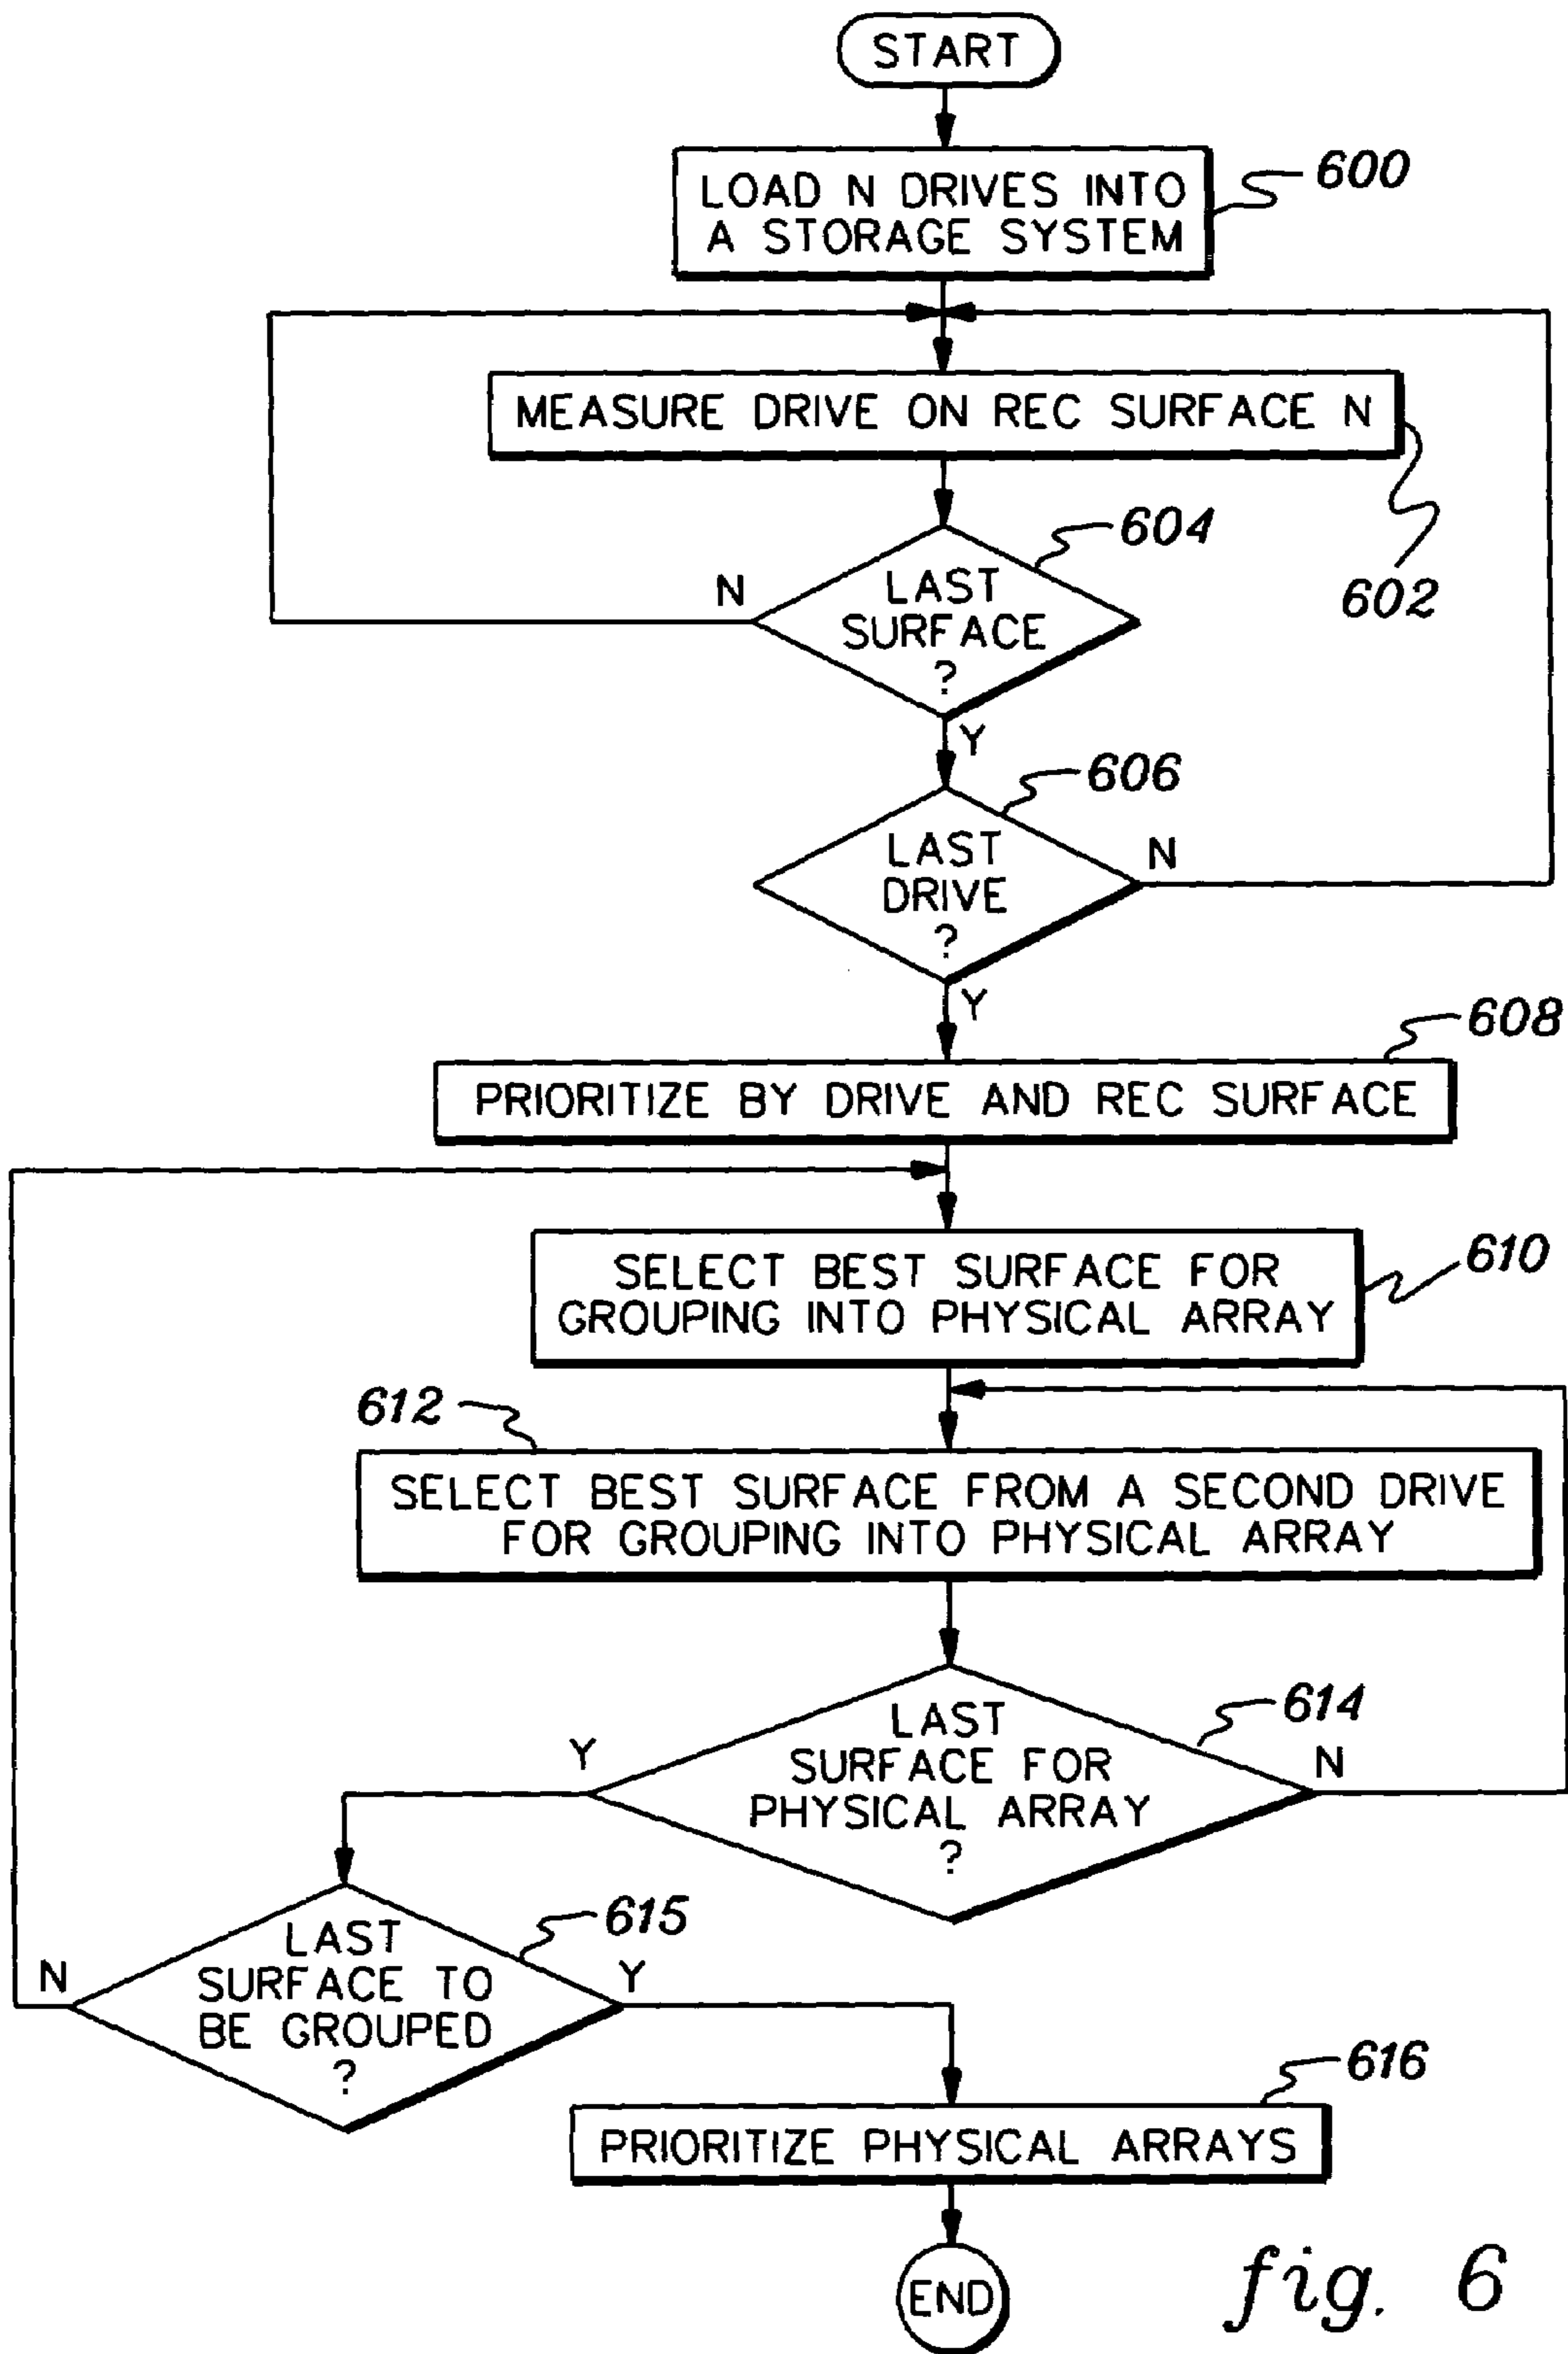 START
LOAD N DRIVES INTO
A STORAGE SYSTEM
600
MEASURE DRIVE ON REC SURFACE N
602
604
LAST
SURFACE
?
N
Y
606
LAST
DRIVE
?
N
Y
608
PRIORITIZE BY DRIVE AND REC SURFACE
SELECT BEST SURFACE FOR
GROUPING INTO PHYSICAL ARRAY
610
612
SELECT BEST SURFACE FROM A SECOND DRIVE
FOR GROUPING INTO PHYSICAL ARRAY
614
LAST
SURFACE FOR
PHYSICAL ARRAY
?
Y
N
615
LAST
SURFACE TO
BE GROUPED
?
N
Y
616
PRIORITIZE PHYSICAL ARRAYS
END
fig. 6